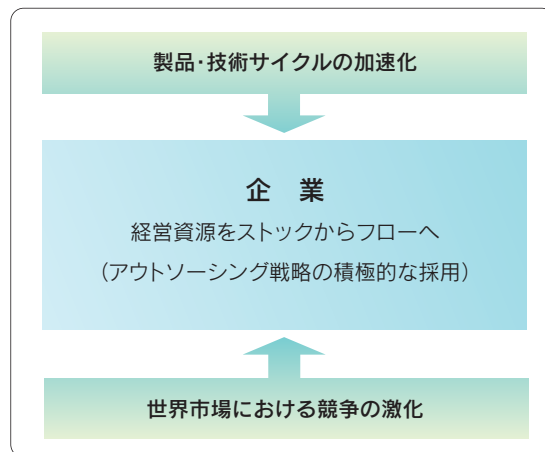 製品・技術サイクルの加速化
企 業
経営資源をストックからフローへ
（アウトソーシング戦略の積極的な採用）
世界市場における競争の激化